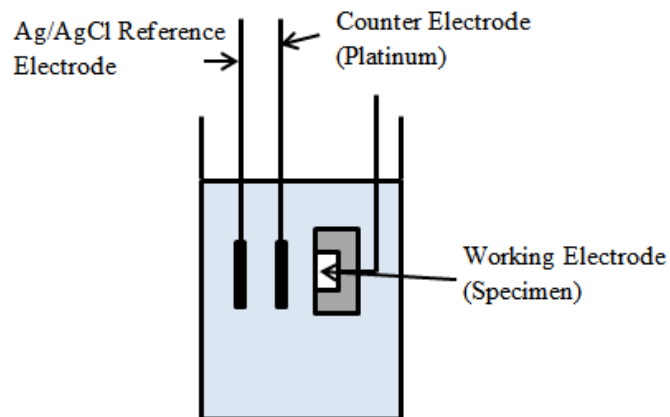 Ag/AgCl Reference
Electrode
Counter Electrode
(Platinum)
Working Electrode
(Specimen)